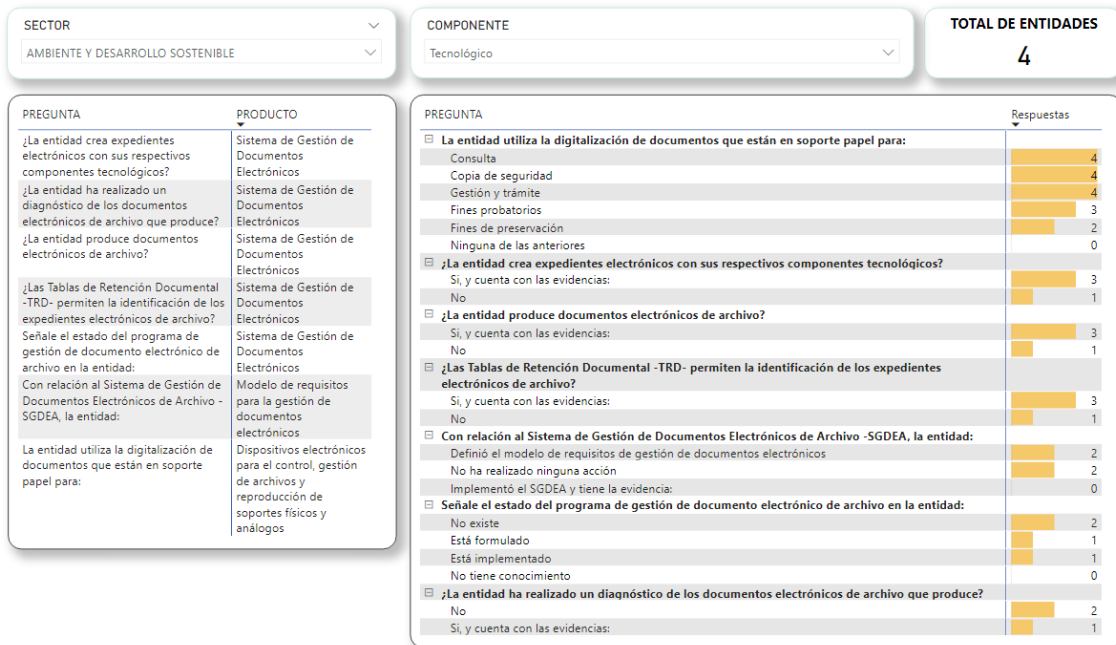 SECTOR
AMBIENTE Y DESARROLLO SOSTENIBLE
COMPONENTE
Tecnológico
TOTAL DE ENTIDADES
4
PREGUNTA PRODUCTO
¿La entidad crea expedientes Sistema de Gestión de
electrónicos con sus respectivos Documentos
componentes tecnológicos? Electrónicos
¿La entidad ha realizado un Sistema de Gestión de
diagnóstico de los documentos Documentos
electrónicos de archivo que produce? Electrónicos
¿La entidad produce documentos Sistema de Gestión de
electrónicos de archivo? Documentos
Electrónicos
¿Las Tablas de Retención Documental Sistema de Gestión de
-TRD- permiten la identificación de los Documentos
expedientes electrónicos de archivo? Electrónicos
Señale el estado del programa de Sistema de Gestión de
gestión de documento electrónico de Documentos
archivo en la entidad: Electrónicos
Con relación al Sistema de Gestión de Modelo de requisitos
Documentos Electrónicos de Archivo - para la gestión de
SGDEA, la entidad: documentos
electrónicos
La entidad utiliza la digitalización de Dispositivos electrónicos
documentos que están en soporte para el control, gestión
papel para: de archivos y
reproducción de
soportes físicos y
análogos
PREGUNTA Respuestas
La entidad utiliza la digitalización de documentos que están en soporte papel para:
Consulta 4
Copia de seguridad 4
Gestión y trámite 4
Fines probatorios 3
Fines de preservación 2
Ninguna de las anteriores 0
¿La entidad crea expedientes electrónicos con sus respectivos componentes tecnológicos?
Si, y cuenta con las evidencias: 3
No 1
¿La entidad produce documentos electrónicos de archivo?
Si, y cuenta con las evidencias: 3
No 1
¿Las Tablas de Retención Documental -TRD- permiten la identificación de los expedientes
electrónicos de archivo?
Si, y cuenta con las evidencias: 3
No 1
Con relación al Sistema de Gestión de Documentos Electrónicos de Archivo -SGDEA, la entidad:
Definió el modelo de requisitos de gestión de documentos electrónicos 2
No ha realizado ninguna acción 2
Implementó el SGDEA y tiene la evidencia: 0
Señale el estado del programa de gestión de documento electrónico de archivo en la entidad:
No existe 2
Está formulado 1
Está implementado 1
No tiene conocimiento 0
¿La entidad ha realizado un diagnóstico de los documentos electrónicos de archivo que produce?
No 2
Si, y cuenta con las evidencias: 1